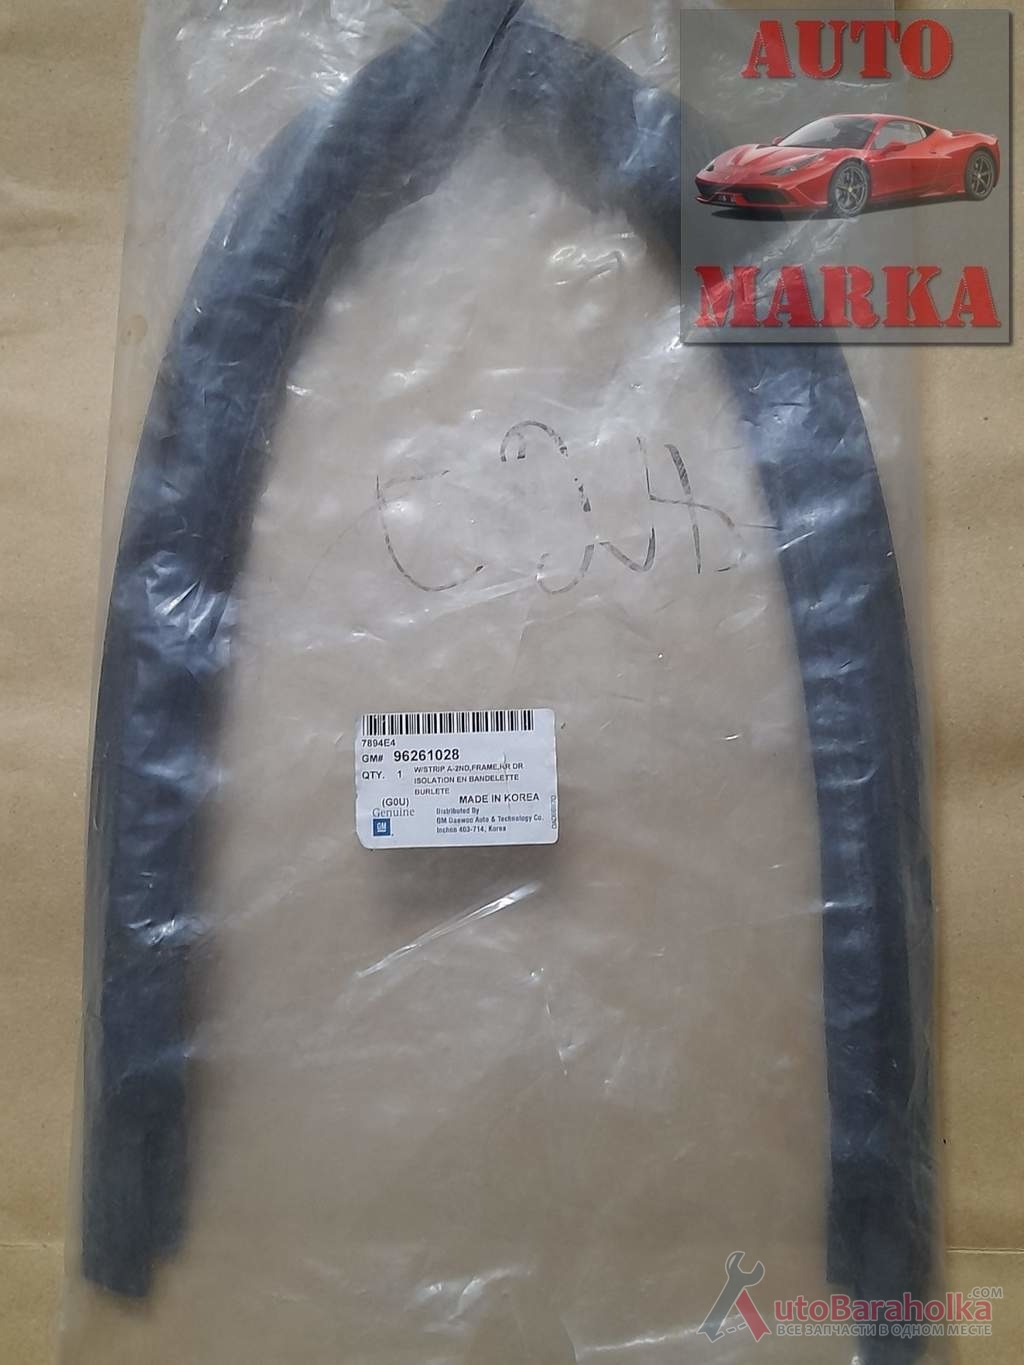 AUTO
MARKA
7894E4
GM# 96261028
QTY. 1 W/STRIP A-2ND,FRAME,RR DR
ISOLATION EN BANDELETTE
BURLETE
(G0U) MADE IN KOREA
Genuine
GM
Distributed By
GM Daewoo Auto & Technology Co.
Inchon 403-714, Korea
AutoBaraholka.COM
ВСЕ ЗАПЧАСТИ В ОДНОМ МЕСТЕ